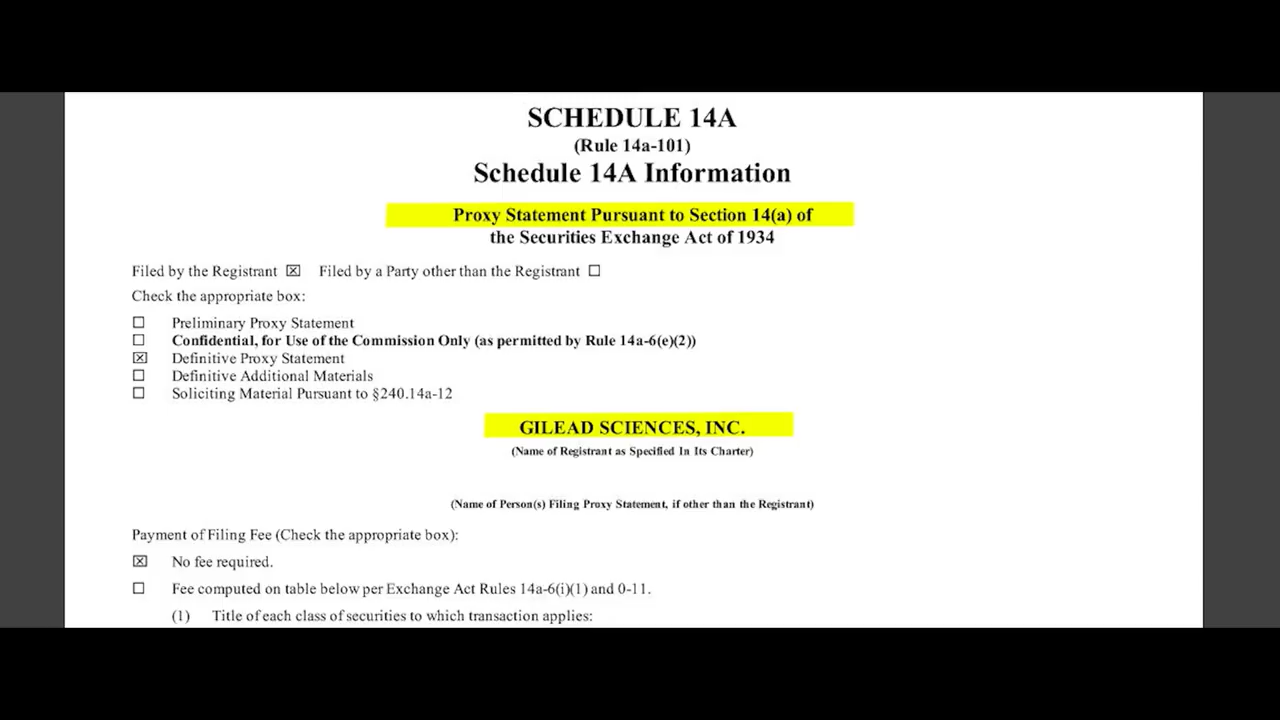 SCHEDULE 14A
(Rule 14a-101)
Schedule 14A Information
Proxy Statement Pursuant to Section 14(a) of
the Securities Exchange Act of 1934
Filed by the Registrant ☒ Filed by a Party other than the Registrant ☐
Check the appropriate box:
☐ Preliminary Proxy Statement
☐ Confidential, for Use of the Commission Only (as permitted by Rule 14a-6(e)(2))
☒ Definitive Proxy Statement
☐ Definitive Additional Materials
☐ Soliciting Material Pursuant to §240.14a-12
GILEAD SCIENCES, INC.
(Name of Registrant as Specified In Its Charter)
(Name of Person(s) Filing Proxy Statement, if other than the Registrant)
Payment of Filing Fee (Check the appropriate box):
☒ No fee required.
☐ Fee computed on table below per Exchange Act Rules 14a-6(i)(1) and 0-11.
(1) Title of each class of securities to which transaction applies: